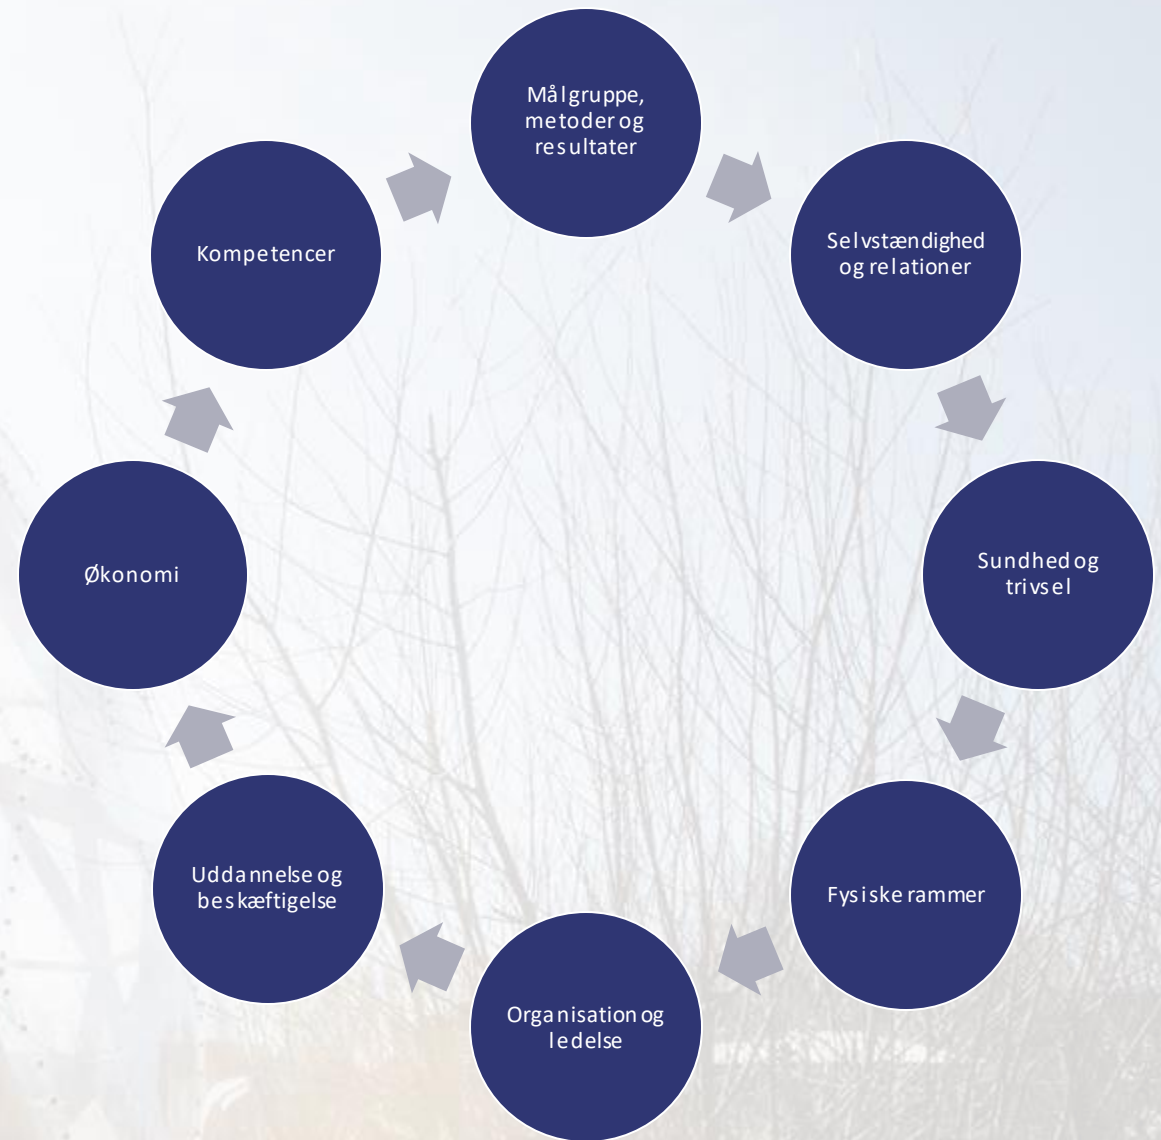 Målgruppe,
metoder og
resultater
Selvstændighed
og relationer
Sundhed og
trivsel
Fysiske rammer
Organisation og
ledelse
Uddannelse og
beskæftigelse
Økonomi
Kompetencer